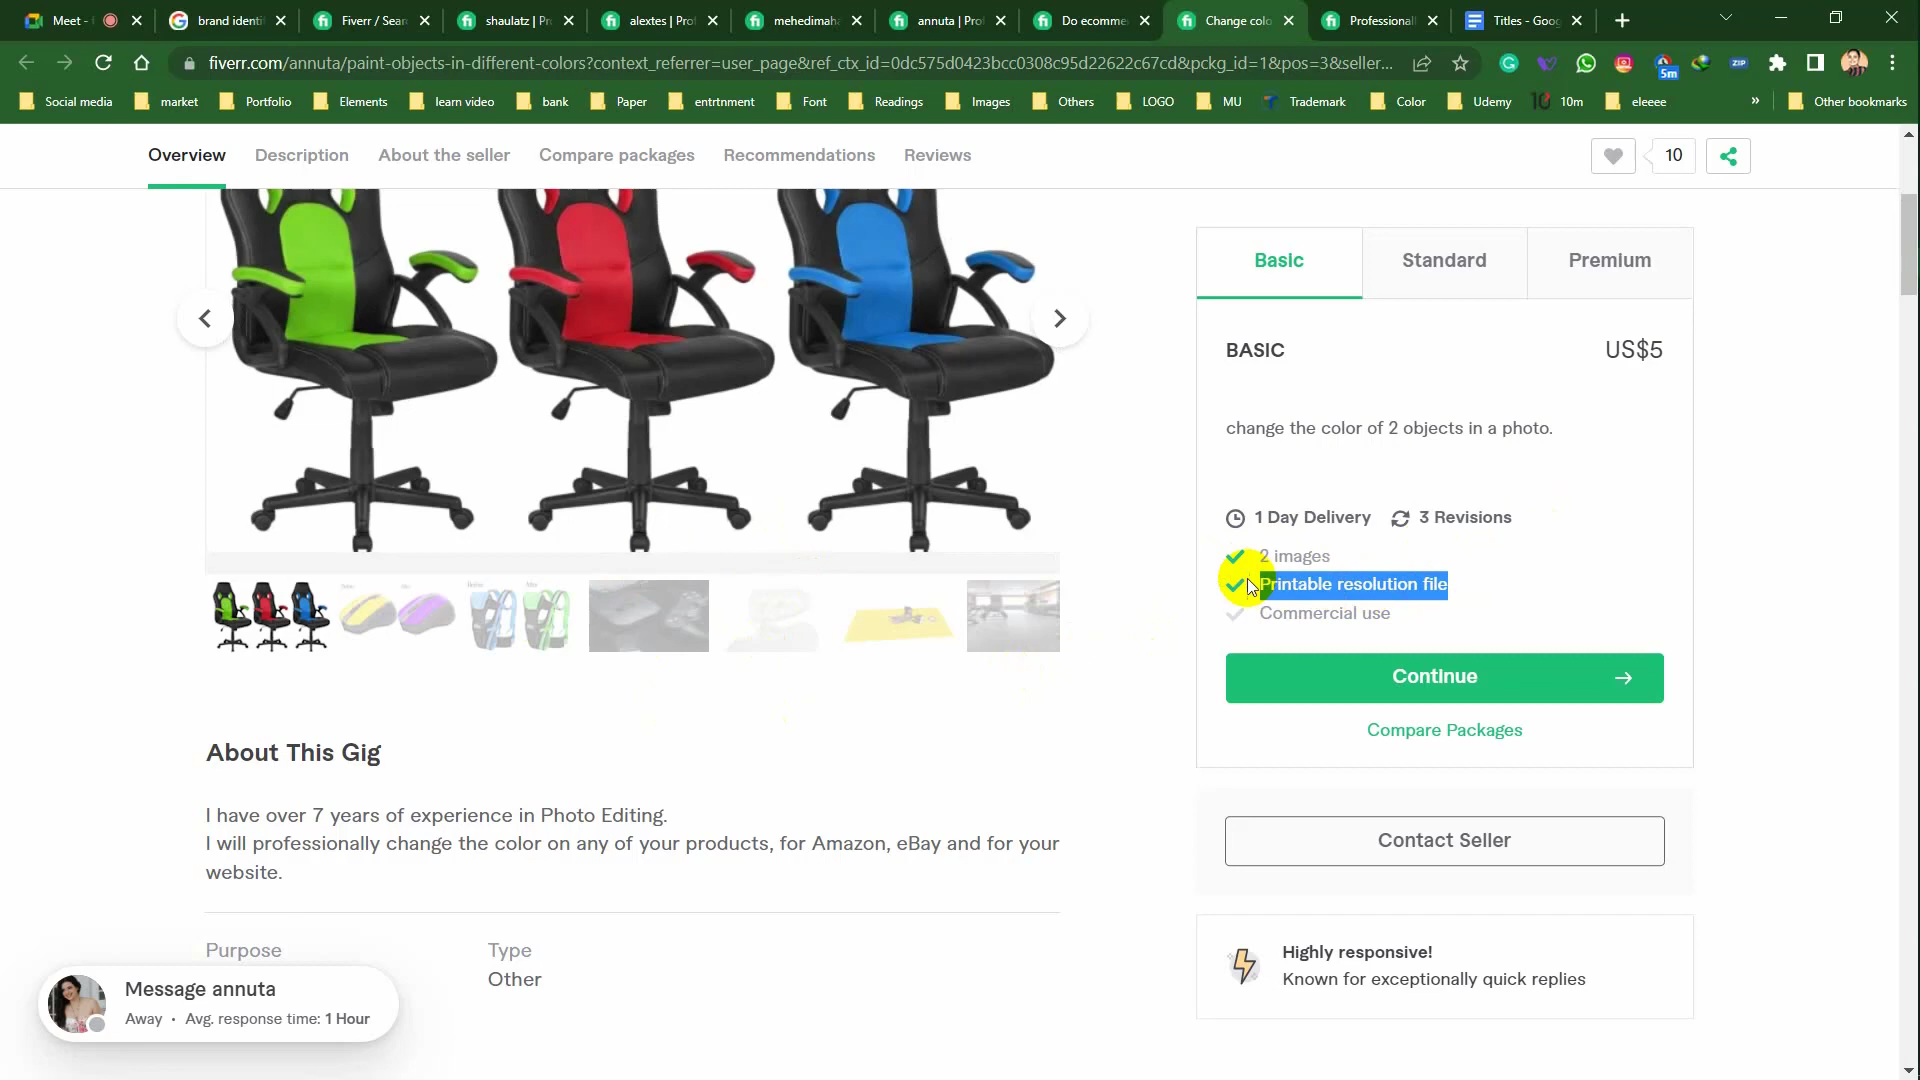 Meet -
brand identi
Fiverr / Sear
shaulatz | Pr
alextes | Prof
mehedimaha
annuta | Prof
Do ecomme
Change colo
Professional
Titles - Goog
fiverr.com/annuta/paint-objects-in-different-colors?context_referrer=user_page&ref_ctx_id=0dc575d0423bcc0308c95d22622c67cd&pckg_id=1&pos=3&seller...
5m
ZIP
Social media
market
Portfolio
Elements
learn video
bank
Paper
entrtnment
Font
Readings
Images
Others
LOGO
MU
Trademark
Color
Udemy
10m
eleeee
»
Other bookmarks
Overview
Description
About the seller
Compare packages
Recommendations
Reviews
10
Basic
Standard
Premium
BASIC
US$5
change the color of 2 objects in a photo.
1 Day Delivery
3 Revisions
2 images
Printable resolution file
Commercial use
Continue
Compare Packages
Contact Seller
Highly responsive!
Known for exceptionally quick replies
About This Gig
I have over 7 years of experience in Photo Editing.
I will professionally change the color on any of your products, for Amazon, eBay and for your
website.
Purpose
Type
Other
Message annuta
Away • Avg. response time: 1 Hour